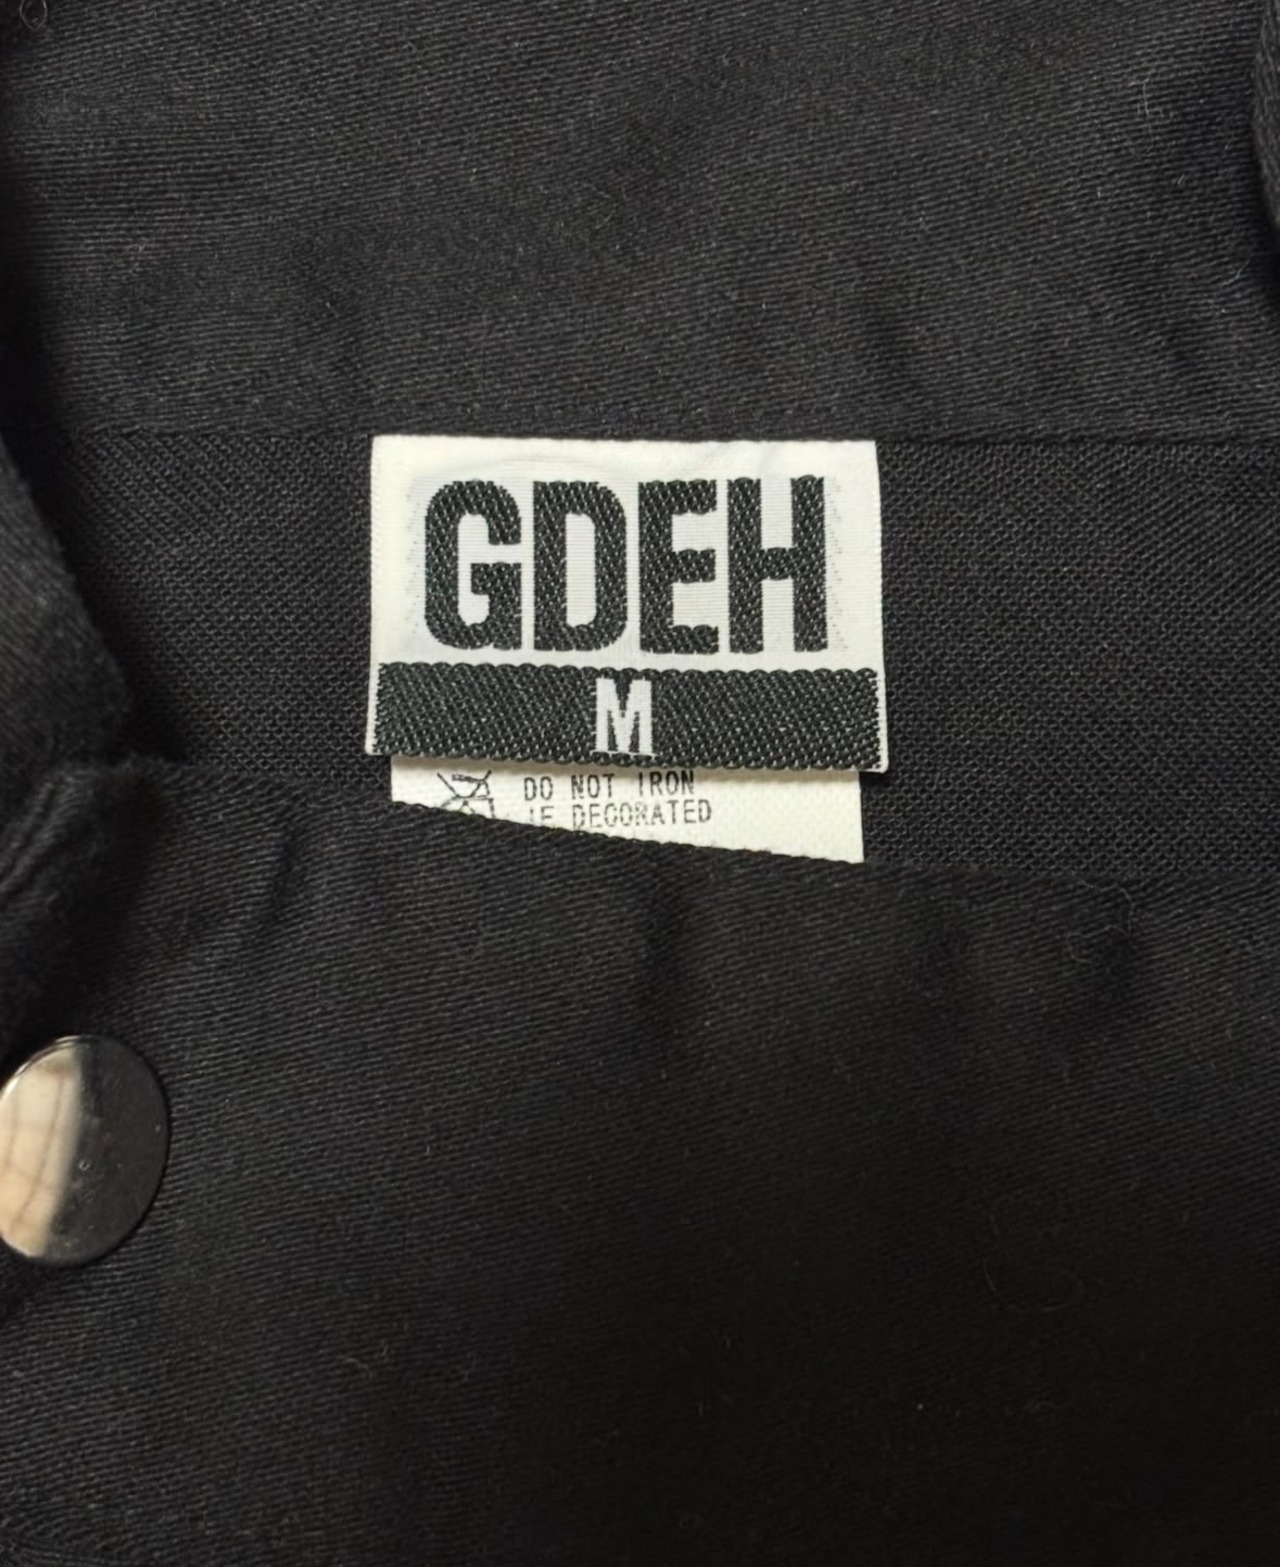 GDEH
M
DO NOT IRON
IF DECORATED